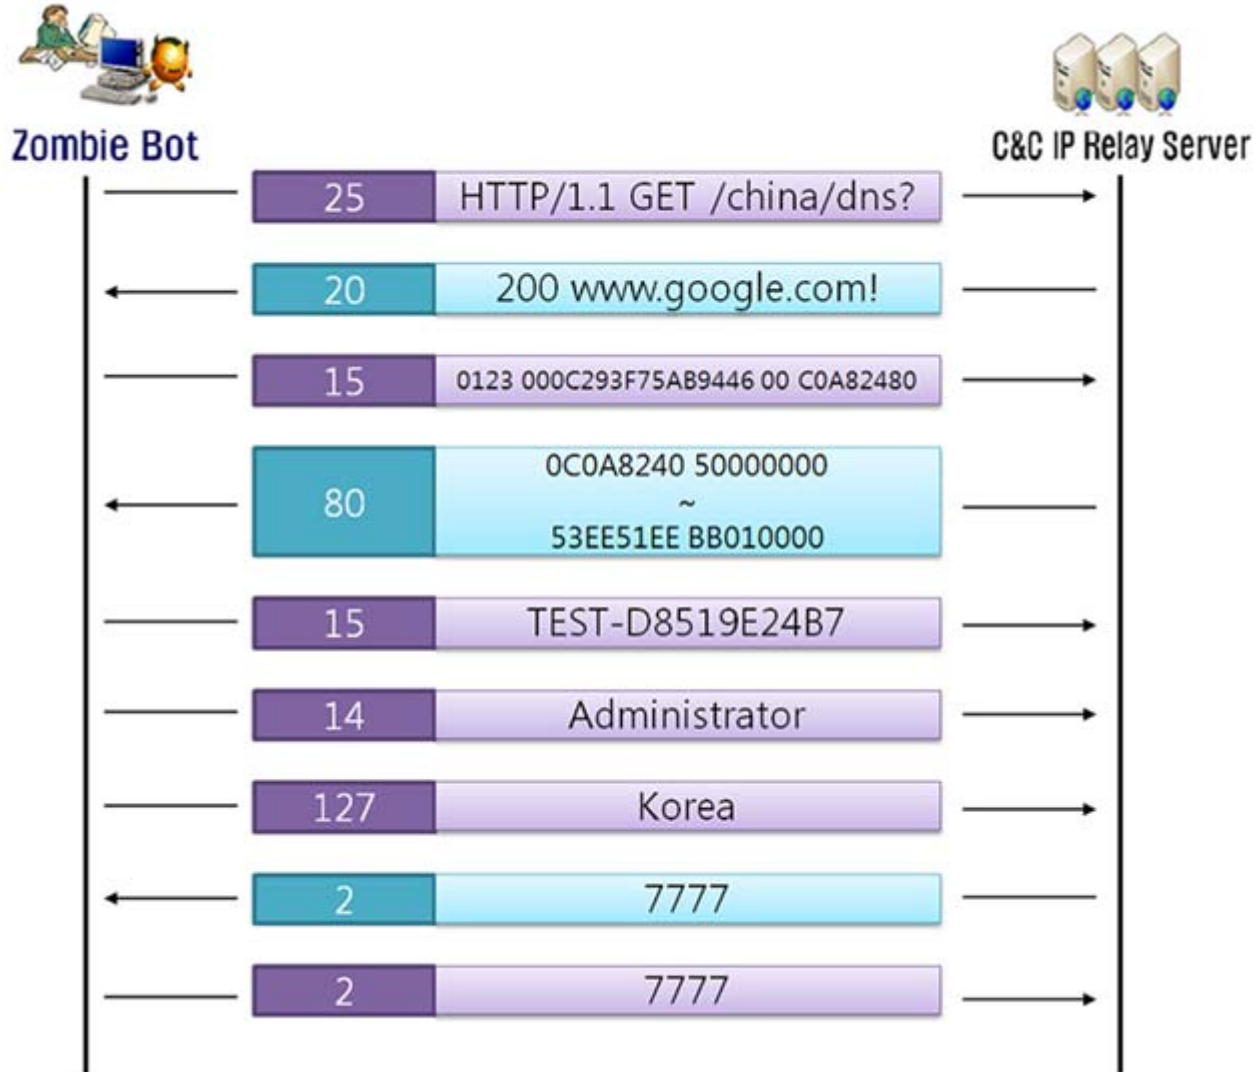 Zombie Bot
C&C IP Relay Server
25 HTTP/1.1 GET /china/dns?
20 200 www.google.com!
15 0123 000C293F75AB9446 00 C0A82480
80 0C0A8240 50000000
~
53EE51EE BB010000
15 TEST-D8519E24B7
14 Administrator
127 Korea
2 7777
2 7777